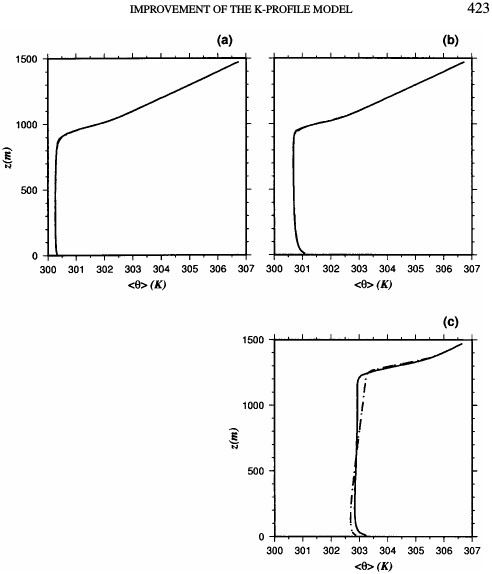 IMPROVEMENT OF THE K-PROFILE MODEL 423
(a) (b)
1500 1500
1000 1000
z(m)
500 500
0 0
300 301 302 303 304 305 306 307 300 301 302 303 304 305 306 307
<θ> (K) <θ> (K)
(c)
1500
1000
z(m)
500
0
300 301 302 303 304 305 306 307
<θ> (K)